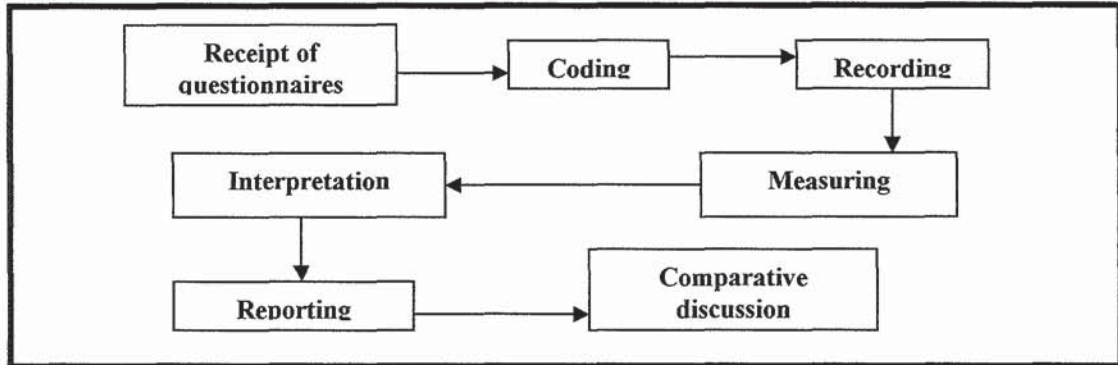 Receipt of
questionnaires
Coding
Recording
Measuring
Interpretation
Reporting
Comparative
discussion